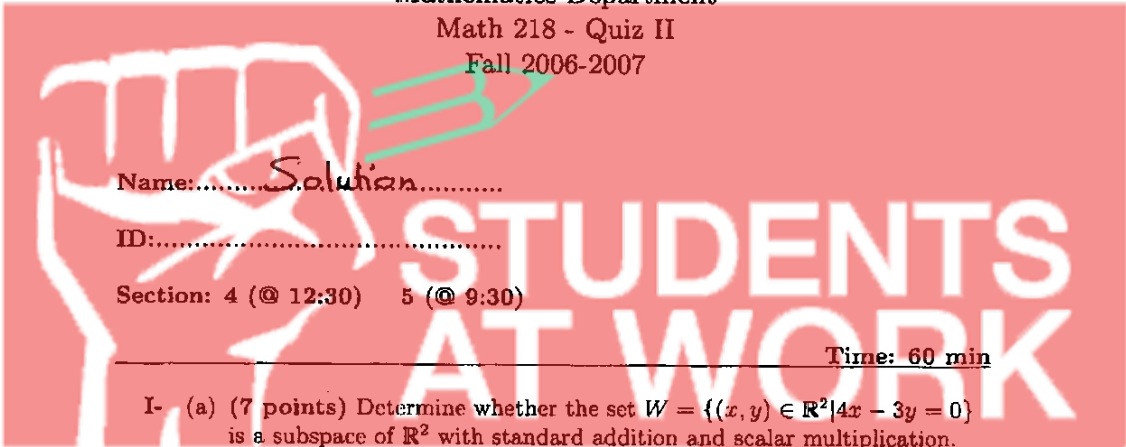 Mathematics Department
Math 218 - Quiz II
Fall 2006-2007
Name:.........Solution............
ID:.............................................
Section: 4 (@ 12:30) 5 (@ 9:30)
STUDENTS
AT WORK
Time: 60 min
I- (a) (7 points) Determine whether the set W = {(x, y) ∈ ℝ²|4x − 3y = 0}
is a subspace of ℝ² with standard addition and scalar multiplication.